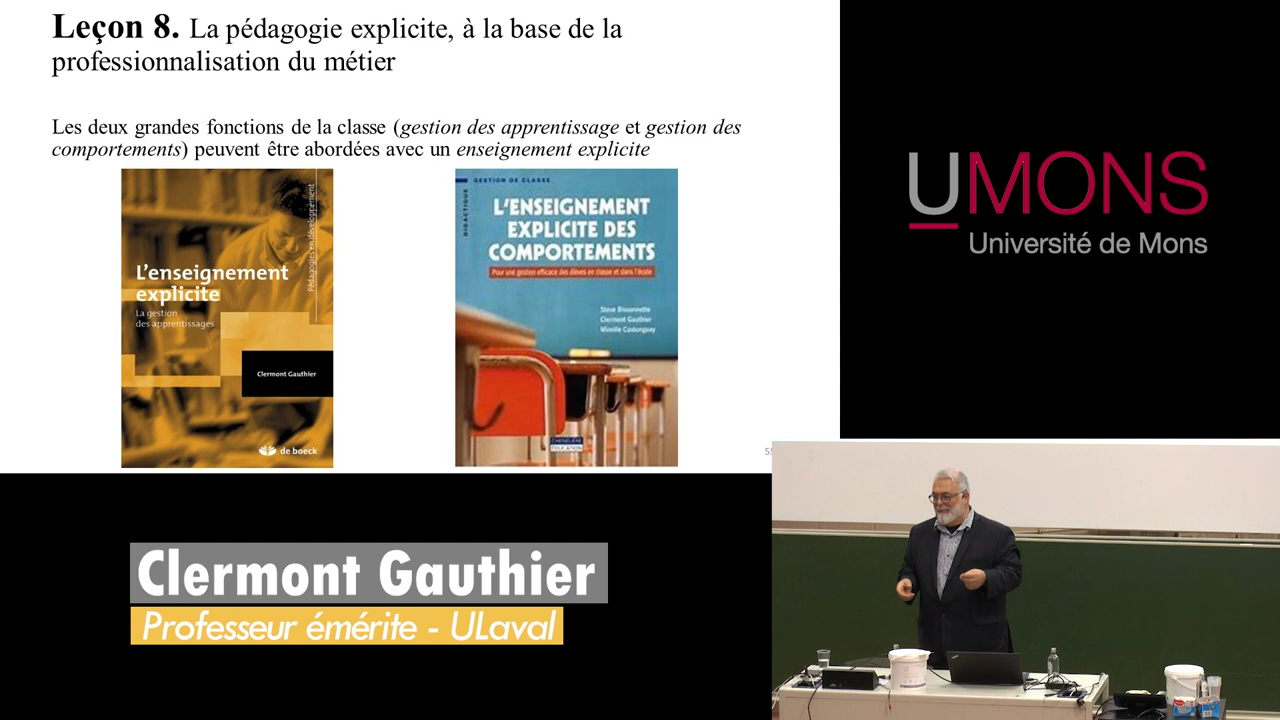 Leçon 8. La pédagogie explicite, à la base de la
professionnalisation du métier
Les deux grandes fonctions de la classe (gestion des apprentissage et gestion des
comportements) peuvent être abordées avec un enseignement explicite
Pédagogies en développement
L'enseignement
explicite
La gestion
des apprentissages
Clermont Gauthier
de boeck
GESTION DE CLASSE
DIDACTIQUE
L'ENSEIGNEMENT
EXPLICITE DES
COMPORTEMENTS
Pour une gestion efficace des élèves en classe et dans l'école
Steve Bissonnette
Clermont Gauthier
Mireille Castonguay
CHENELIÈRE
ÉDUCATION
55
UMONS
Université de Mons
Clermont Gauthier
Professeur émérite - ULaval